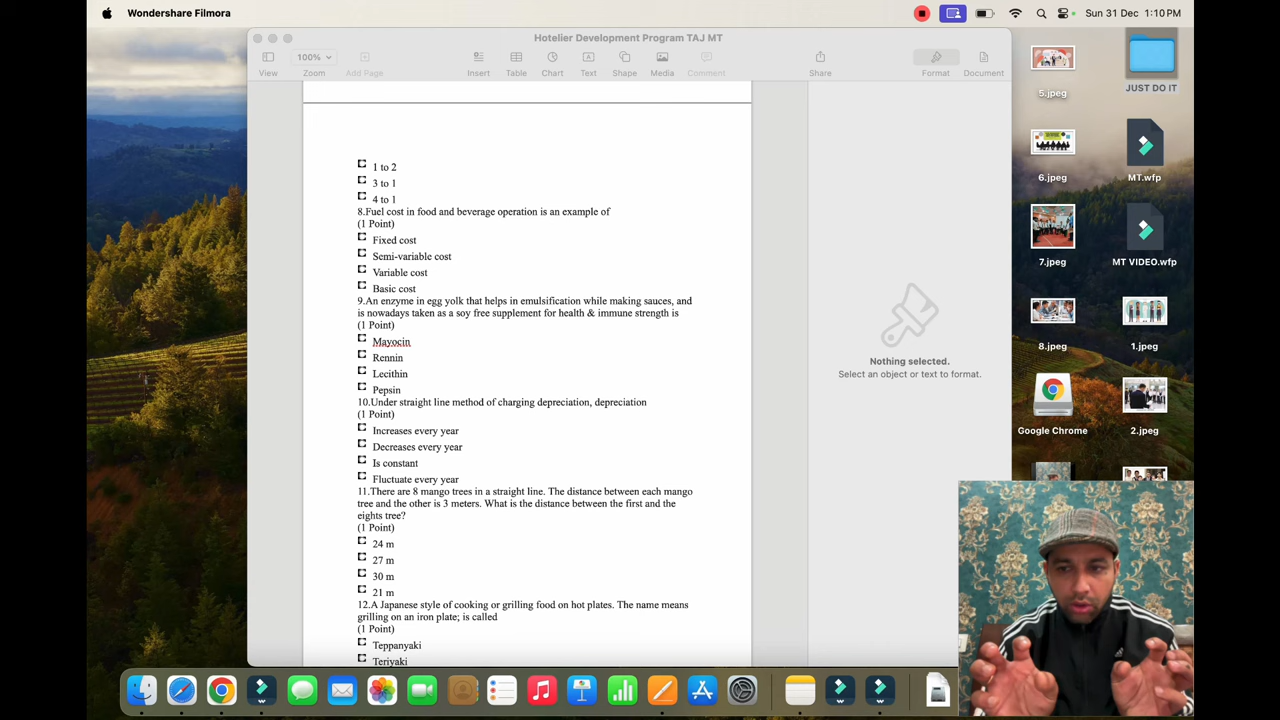 Wondershare Filmora
Sun 31 Dec 1:10 PM
Hotelier Development Program TAJ MT
100%
View
Zoom
Add Page
Insert
Table
Chart
Text
Shape
Media
Comment
Share
Format
Document
1 to 2
3 to 1
4 to 1
8.Fuel cost in food and beverage operation is an example of
(1 Point)
Fixed cost
Semi-variable cost
Variable cost
Basic cost
9.An enzyme in egg yolk that helps in emulsification while making sauces, and
is nowadays taken as a soy free supplement for health & immune strength is
(1 Point)
Mayocin
Rennin
Lecithin
Pepsin
10.Under straight line method of charging depreciation, depreciation
(1 Point)
Increases every year
Decreases every year
Is constant
Fluctuate every year
11.There are 8 mango trees in a straight line. The distance between each mango
tree and the other is 3 meters. What is the distance between the first and the
eights tree?
(1 Point)
24 m
27 m
30 m
21 m
12.A Japanese style of cooking or grilling food on hot plates. The name means
grilling on an iron plate; is called
(1 Point)
Teppanyaki
Teriyaki
Nothing selected.
Select an object or text to format.
5.jpeg
JUST DO IT
6.jpeg
MT.wfp
7.jpeg
MT VIDEO.wfp
8.jpeg
1.jpeg
Google Chrome
2.jpeg